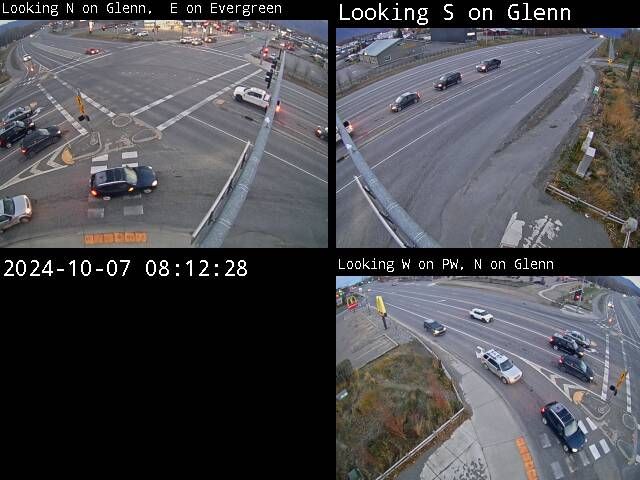 Looking N on Glenn, E on Evergreen
Looking S on Glenn
2024-10-07 08:12:28
Looking W on PW, N on Glenn